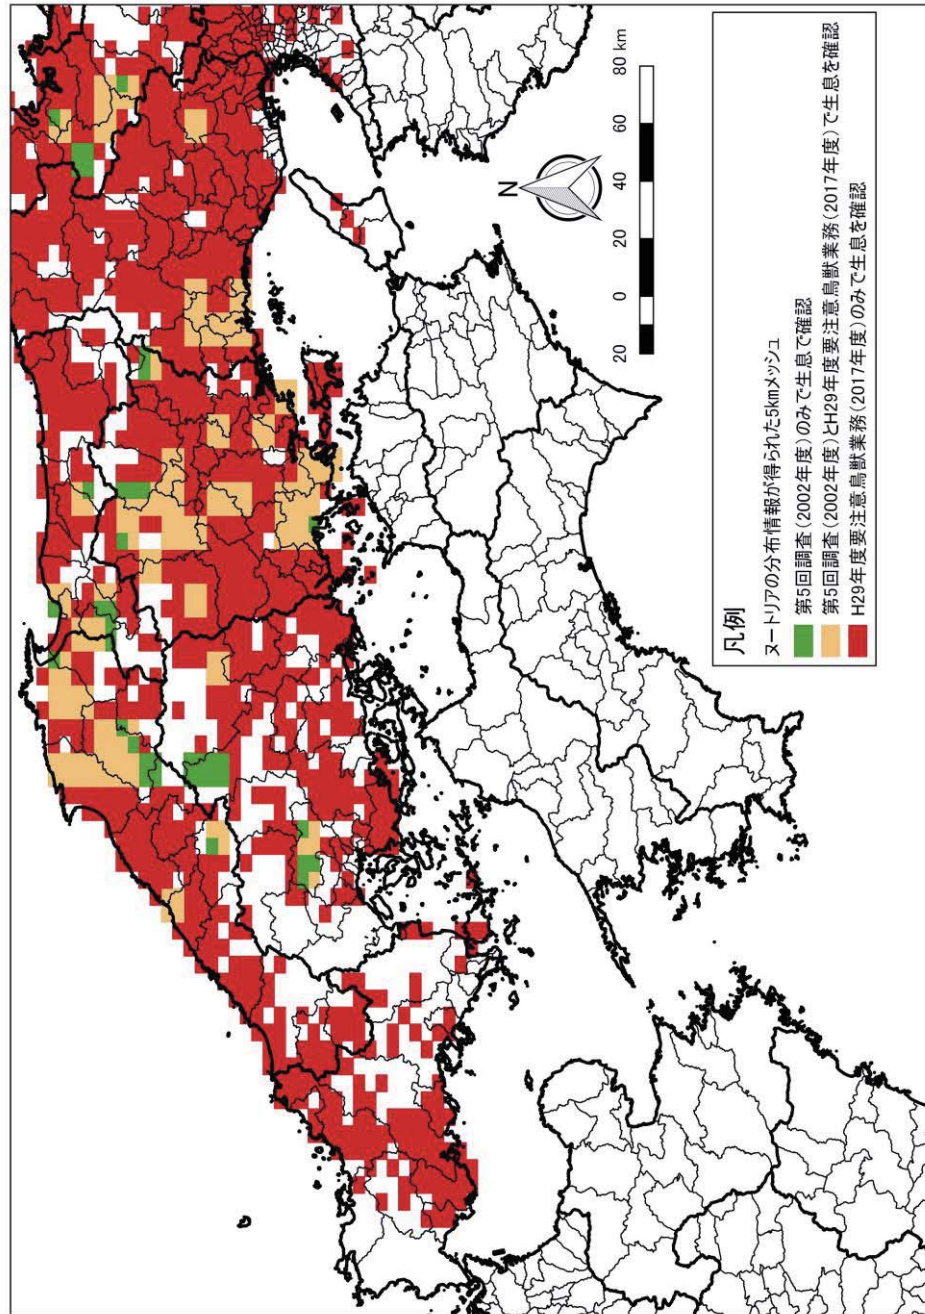 N
20 0 20 40 60 80 km
凡例
ヌートリアの分布情報が得られた5kmメッシュ
第5回調査(2002年度)のみで生息で確認
第5回調査(2002年度)とH29年度要注意鳥獣業務(2017年度)で生息を確認
H29年度要注意鳥獣業務(2017年度)のみで生息を確認